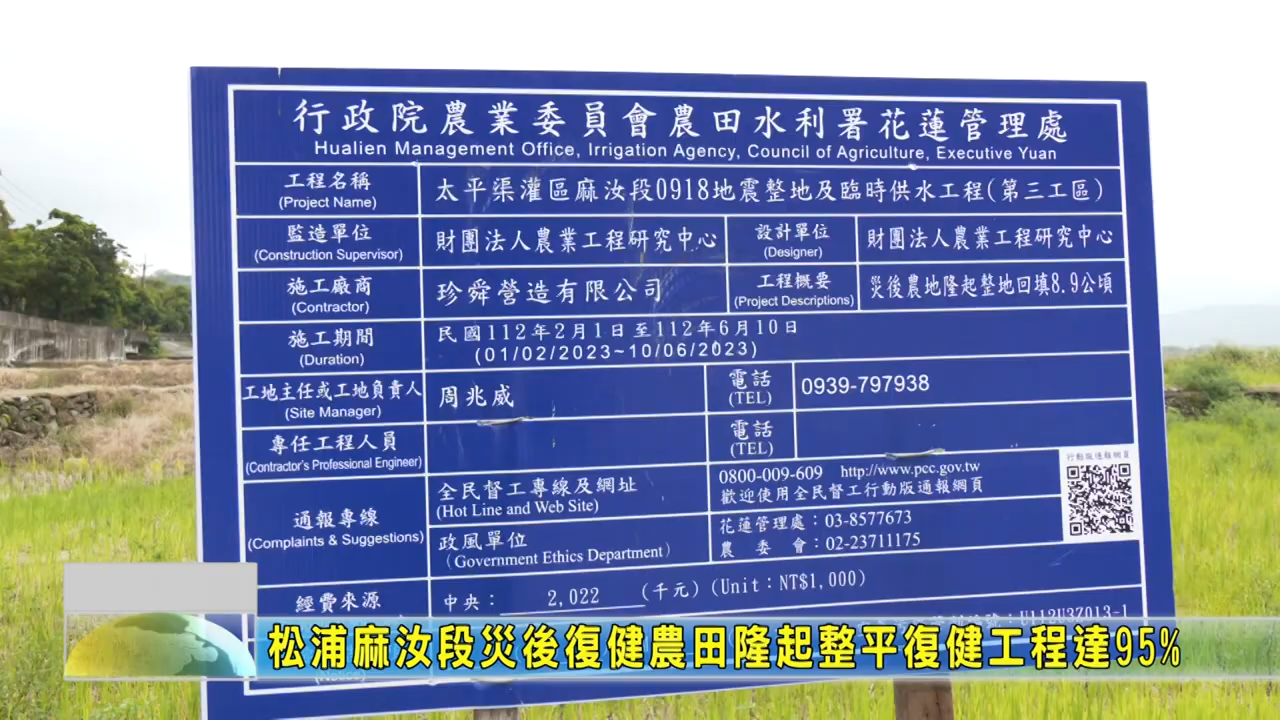 行政院農業委員會農田水利署花蓮管理處
Hualien Management Office, Irrigation Agency, Council of Agriculture, Executive Yuan
工程名稱
(Project Name)
太平渠灌區麻汝段0918地震整地及臨時供水工程(第三工區)
監造單位
(Construction Supervisor)
財團法人農業工程研究中心
設計單位
(Designer)
財團法人農業工程研究中心
施工廠商
(Contractor)
珍舜營造有限公司
工程概要
(Project Descriptions)
災後農地隆起整地回填8.9公頃
施工期間
(Duration)
民國112年2月1日至112年6月10日
(01/02/2023~10/06/2023)
工地主任或工地負責人
(Site Manager)
周兆威
電話
(TEL)
0939-797938
專任工程人員
(Contractor's Professional Engineer)
電話
(TEL)
通報專線
(Complaints & Suggestions)
全民督工專線及網址
(Hot Line and Web Site)
0800-009-609 http://www.pcc.gov.tw
歡迎使用全民督工行動版通報網頁
行動版通報網頁
政風單位
(Government Ethics Department)
花蓮管理處：03-8577673
農委會：02-23711175
經費來源
中央： 2,022 (千元) (Unit：NT$1,000)
：U112U3Z013-1
松浦麻汝段災後復健農田隆起整平復健工程達95%